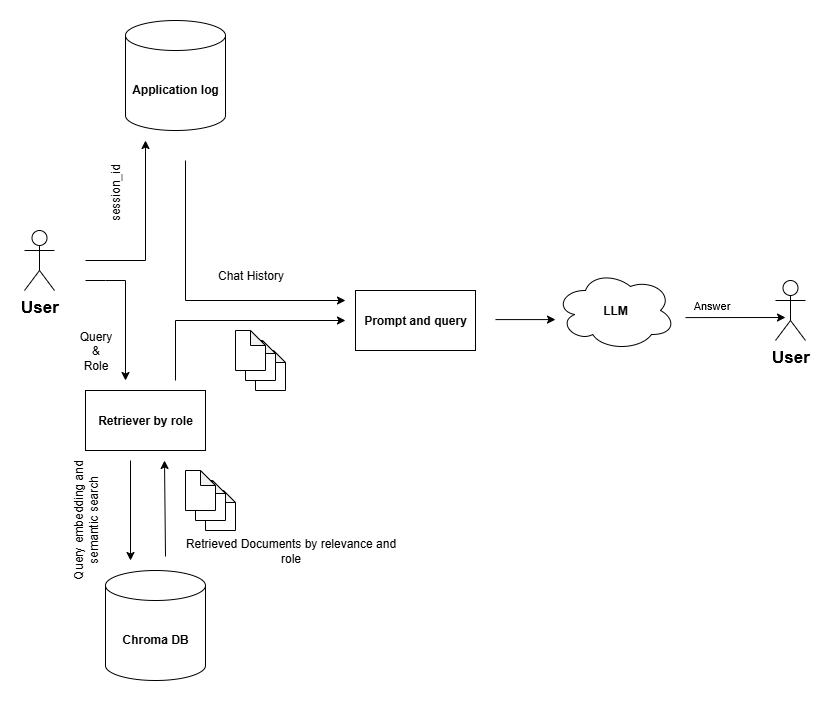 Application log
session_id
User
Chat History
Query
&
Role
Prompt and query
LLM
Answer
User
Retriever by role
Query embedding and
semantic search
Retrieved Documents by relevance and
role
Chroma DB